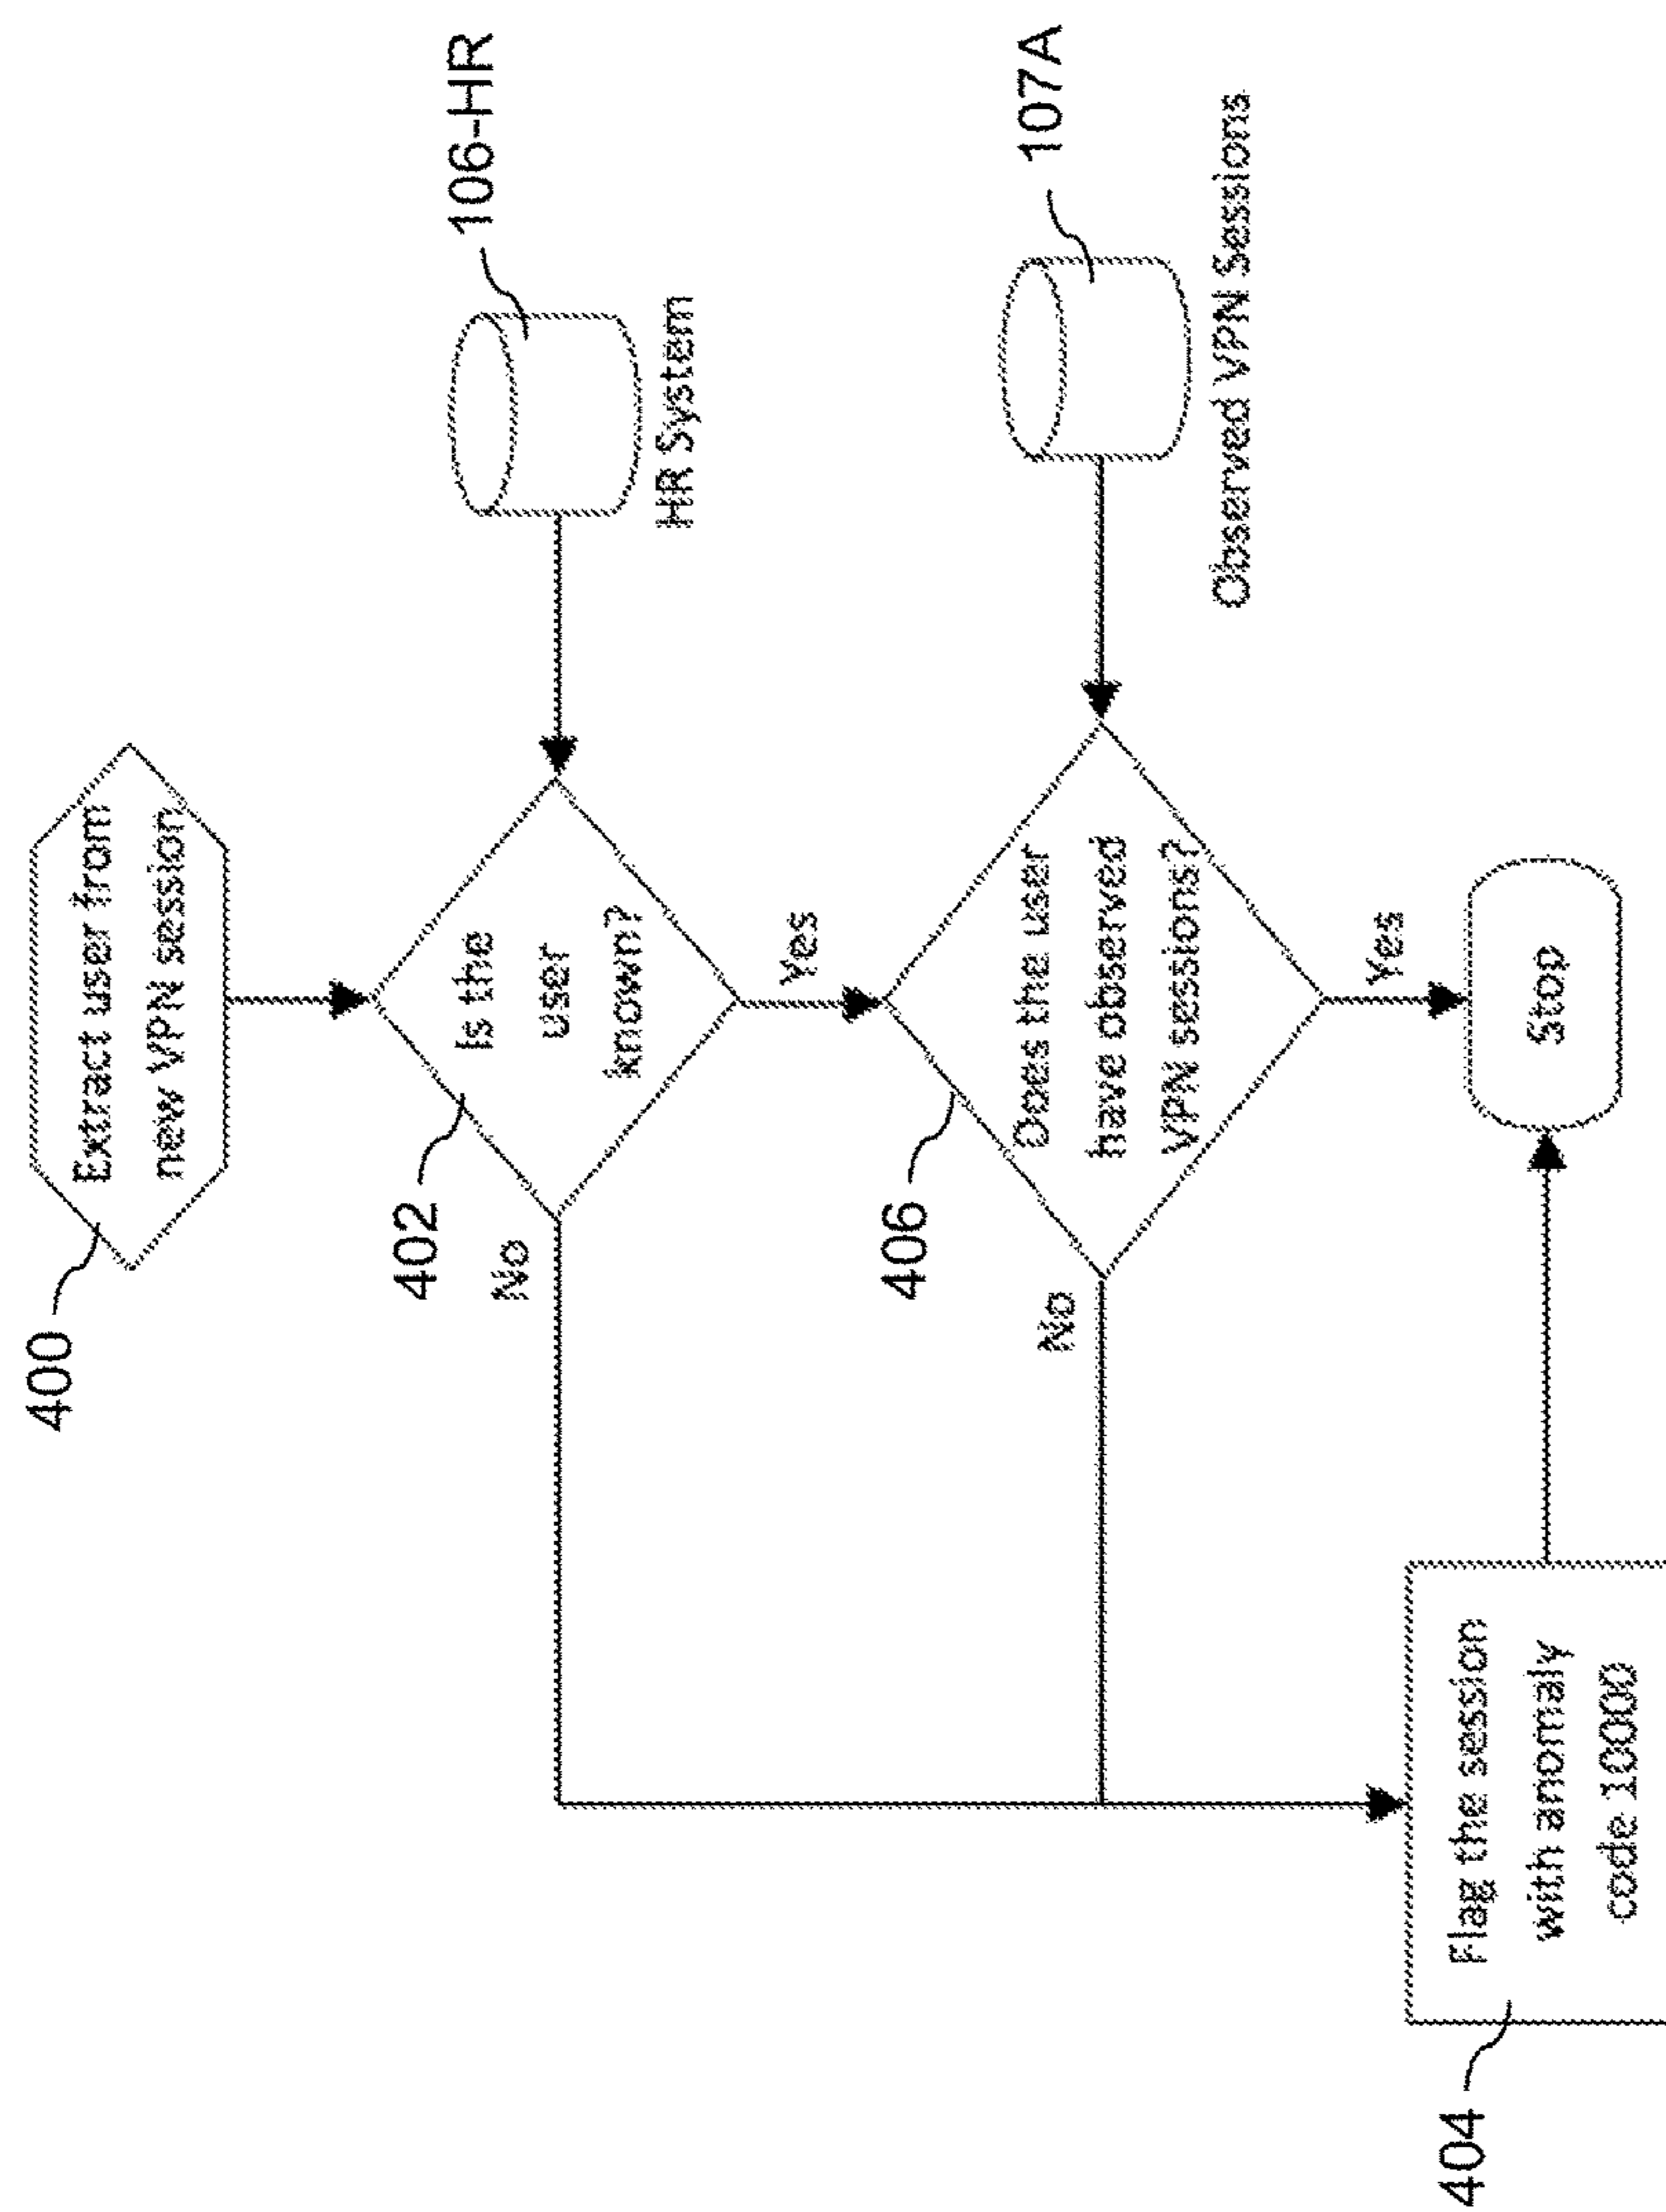 400
Extract user from
new VPN session
402
Is the
user
known?
106-HR
HR System
No
Yes
406
Does the user
have observed
VPN sessions?
107A
Observed VPN Sessions
No
Yes
404
Flag the session
with anomaly
code 10000
Stop